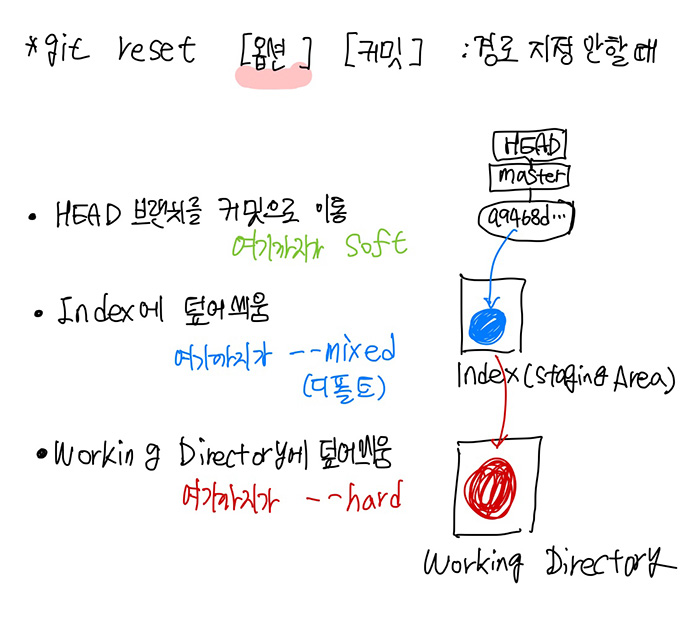 *git reset [옵션] [커밋] :경로 지정 안할 때
HEAD
master
a9468d...
• HEAD 브랜치를 커밋으로 이동
여기까지가 soft
• Index에 덮어씌움
여기까지가 --mixed
(디폴트)
Index(Staging Area)
• Working Directory에 덮어씌움
여기까지가 --hard
Working Directory